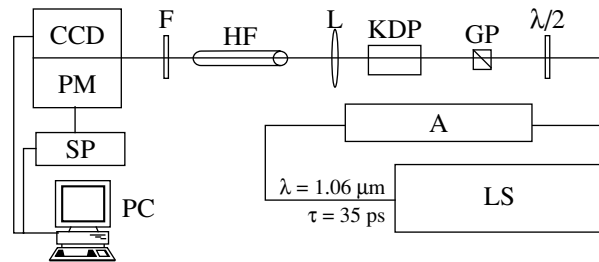 CCD
F
HF
L
KDP
GP
λ/2
PM
A
SP
λ = 1.06 μm
LS
τ = 35 ps
PC